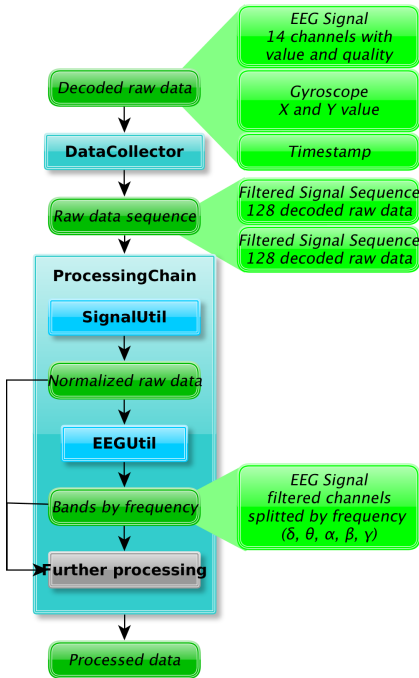 EEG Signal
14 channels with
value and quality
Decoded raw data
Gyroscope
X and Y value
DataCollector
Timestamp
Filtered Signal Sequence
128 decoded raw data
Raw data sequence
Filtered Signal Sequence
128 decoded raw data
ProcessingChain
SignalUtil
Normalized raw data
EEGUtil
EEG Signal
filtered channels
splitted by frequency
(δ, θ, α, β, γ)
Bands by frequency
Further processing
Processed data